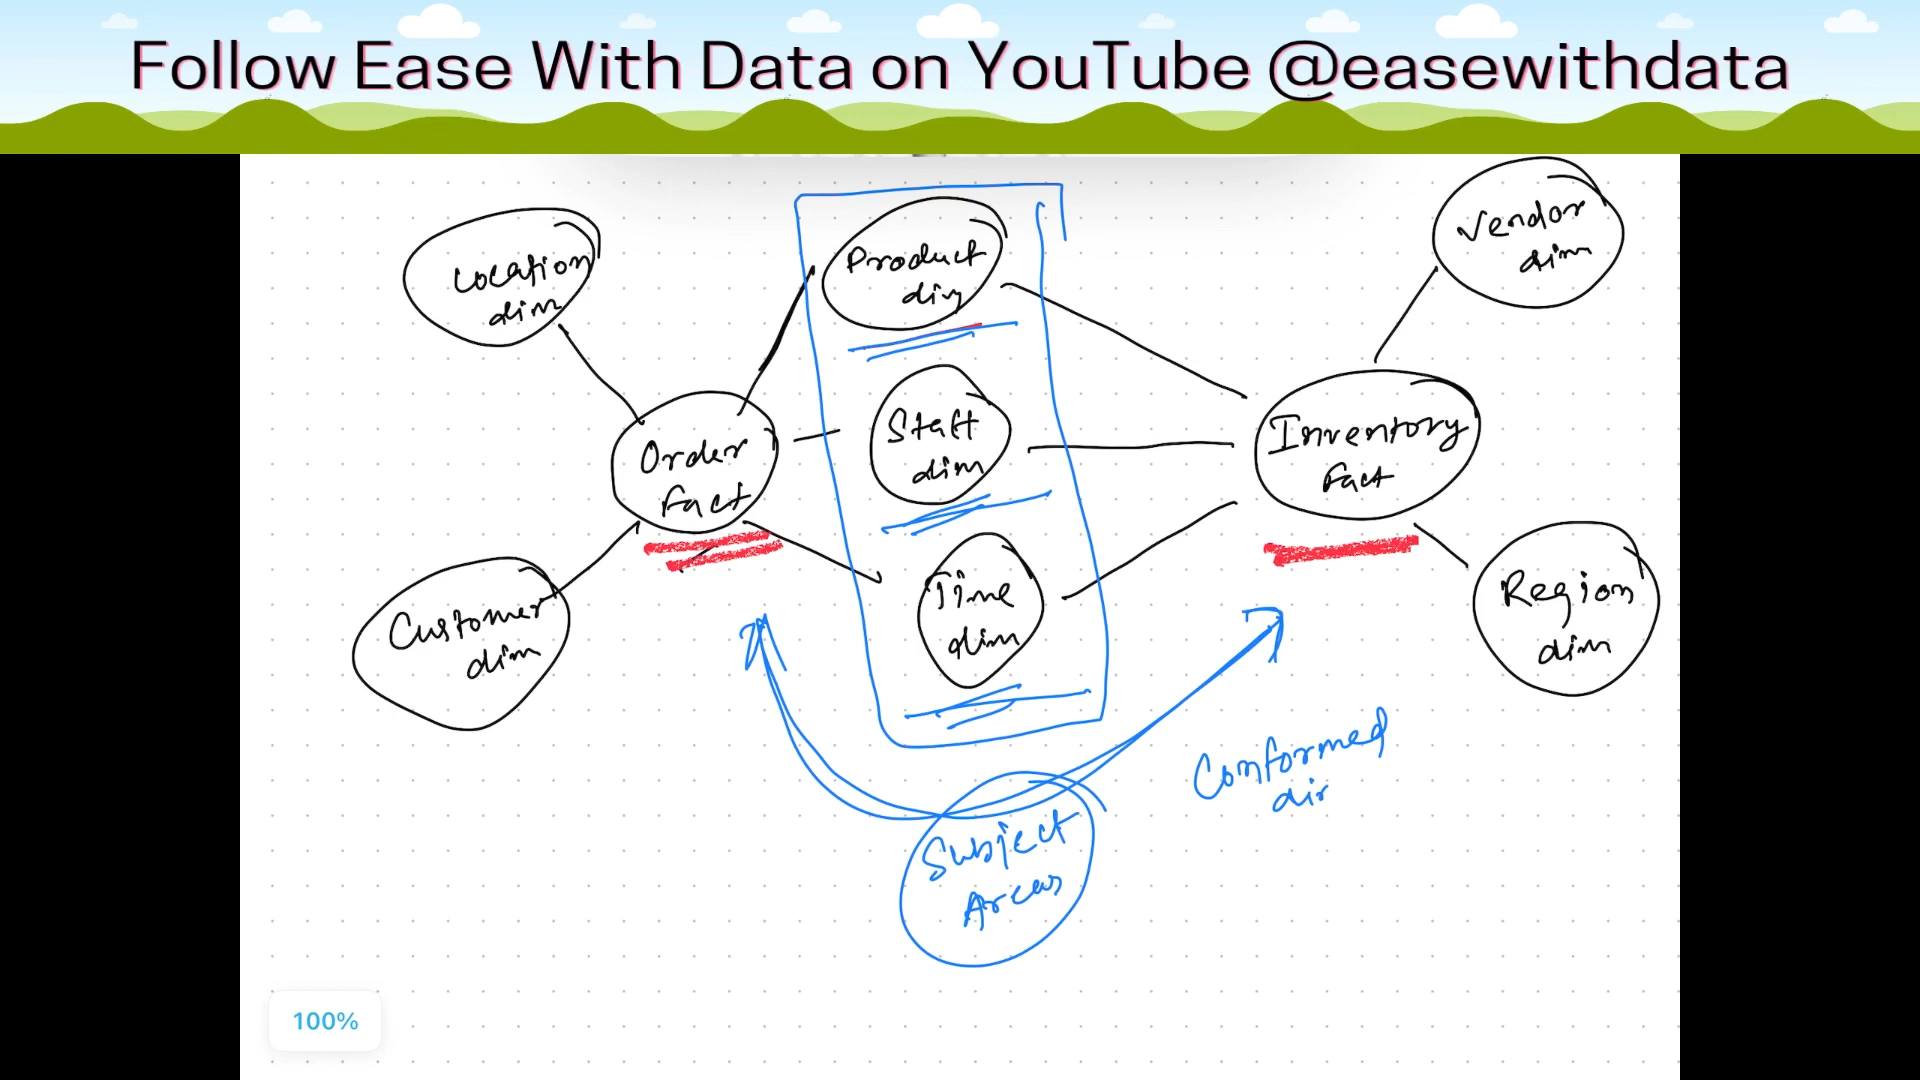 Follow Ease With Data on YouTube @easewithdata
Location
dim
Product
dim
Vendor
dim
Order
fact
Staff
dim
Inventory
fact
Customer
dim
Time
dim
Region
dim
Conformed
dim
Subject
Areas
100%